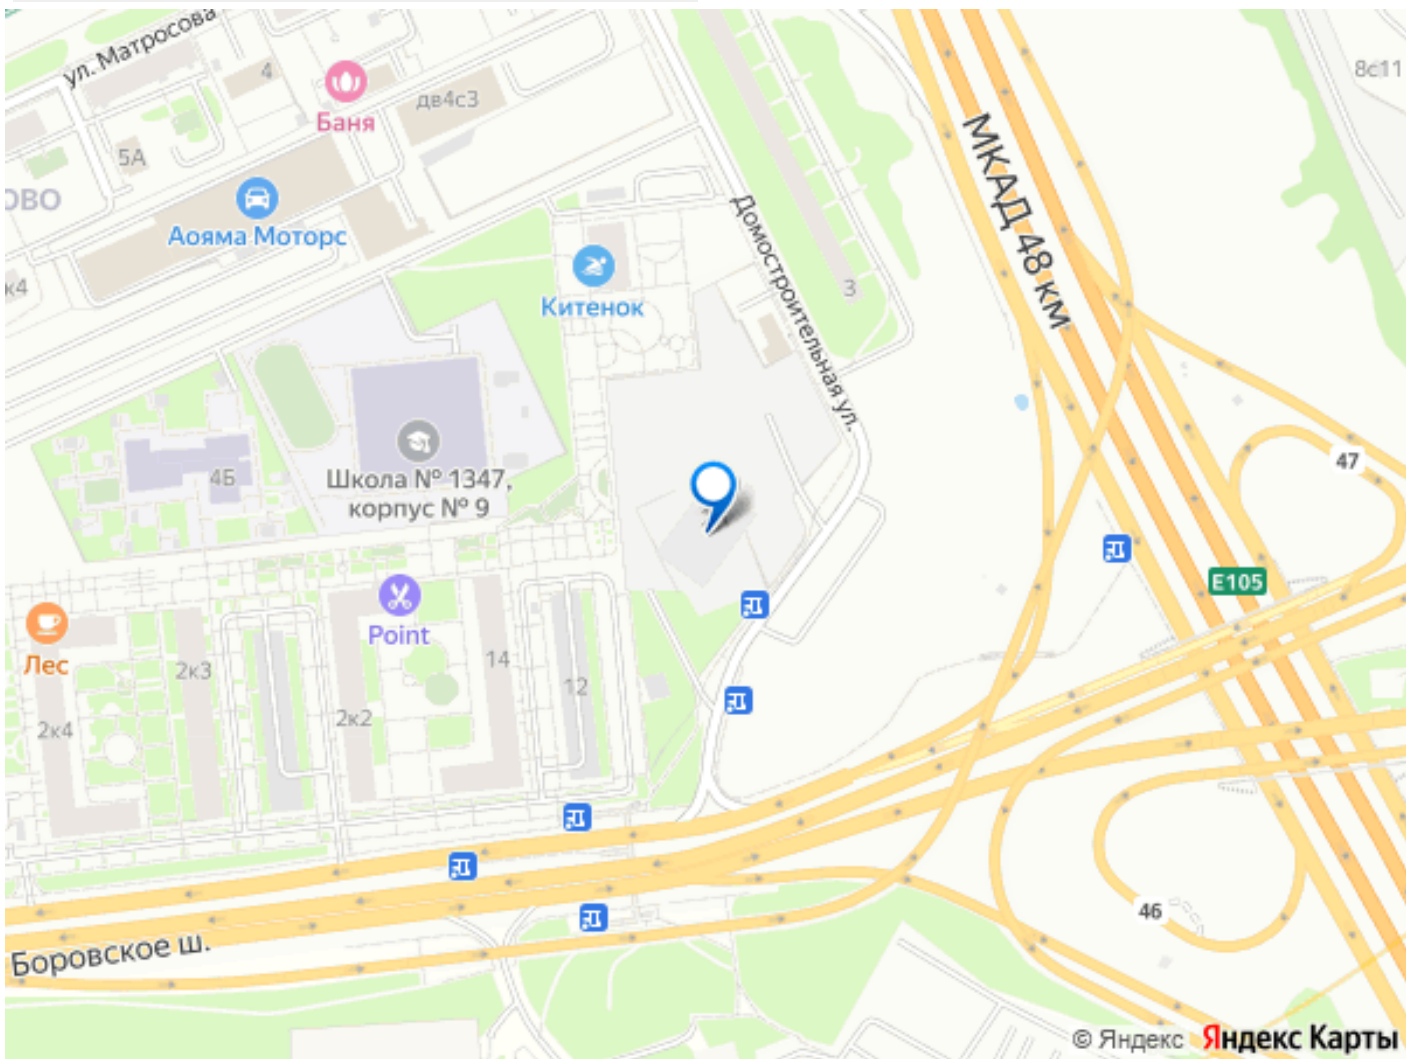 ул. Матросова
4
Баня
дв4с3
8с11
5А
ОВО
Аояма Моторс
МКАД 48 км
Домостроительная ул.
к4
Китенок
3
4Б
Школа № 1347,
корпус № 9
47
E105
Point
Лес
2к3
14
12
2к4
2к2
46
Боровское ш.
© Яндекс Яндекс Карты